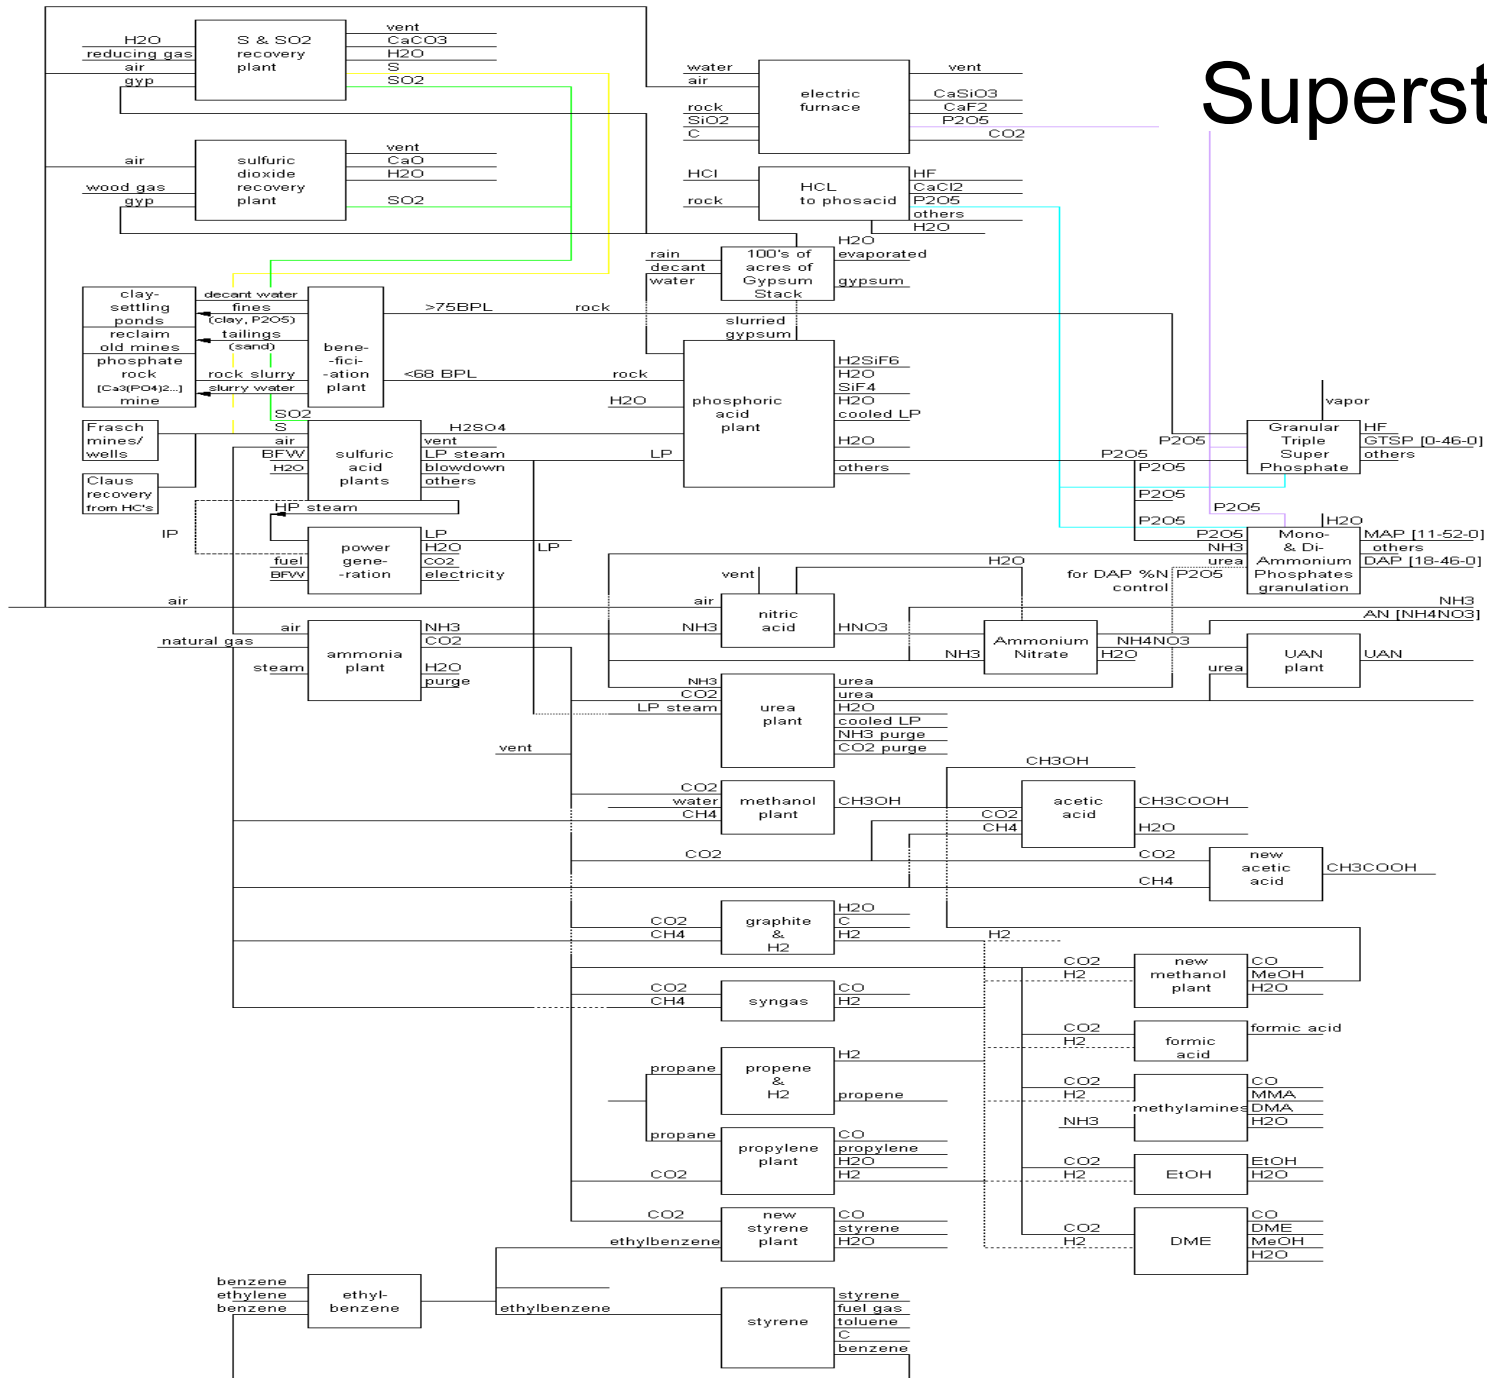 Superst
vent
H2O
S & SO2
CaCO3
reducing gas
recovery
H2O
air
plant
S
gyp
SO2
water
vent
air
electric
CaSiO3
rock
furnace
CaF2
SiO2
P2O5
C
CO2
vent
air
sulfuric
CaO
dioxide
H2O
wood gas
recovery
gyp
plant
SO2
HCl
HF
HCL
CaCl2
rock
to phosacid
P2O5
others
H2O
H2O
rain
100's of
evaporated
decant
acres of
water
Gypsum
gypsum
Stack
slurried
gypsum
clay-
decant water
settling
fines
>75BPL
rock
ponds
(clay, P2O5)
reclaim
tailings
old mines
(sand)
bene-
phosphate
-fici-
rock
rock slurry
-ation
<68 BPL
rock
[Ca3(PO4)2...]
slurry water
plant
mine
H2SiF6
H2O
SiF4
H2O
phosphoric
H2O
acid
cooled LP
plant
H2O
others
SO2
Frasch
S
H2SO4
mines/
air
vent
wells
BFW
sulfuric
LP steam
LP
H2O
acid
blowdown
Claus
plants
others
recovery
from HC's
HP steam
vapor
Granular
HF
P2O5
Triple
GTSP [0-46-0]
P2O5
Super
others
P2O5
Phosphate
P2O5
P2O5
P2O5
H2O
IP
LP
power
H2O
LP
fuel
gene-
CO2
BFW
-ration
electricity
P2O5
Mono-
MAP [11-52-0]
NH3
& Di-
others
H2O
urea
Ammonium
DAP [18-46-0]
for DAP %N
P2O5
Phosphates
control
granulation
vent
air
air
nitric
NH3
NH3
acid
HNO3
AN [NH4NO3]
air
NH3
natural gas
CO2
ammonia
steam
plant
H2O
purge
Ammonium
NH4NO3
NH3
Nitrate
H2O
UAN
UAN
urea
plant
NH3
urea
CO2
urea
LP steam
urea
H2O
plant
cooled LP
NH3 purge
vent
CO2 purge
CH3OH
CO2
water
methanol
CH3OH
CH4
plant
acetic
CH3COOH
CO2
acid
CH4
H2O
CO2
CO2
new
acetic
CH3COOH
CH4
acid
H2O
CO2
graphite
C
CH4
&
H2
H2
H2
CO2
new
CO
H2
methanol
MeOH
plant
H2O
CO2
CO
CH4
syngas
H2
CO2
formic acid
H2
formic
acid
H2
propane
propene
&
H2
propene
CO2
CO
H2
MMA
methylamines
DMA
NH3
H2O
propane
CO
propylene
propylene
plant
H2O
CO2
H2
CO2
EtOH
H2
EtOH
H2O
CO2
new
CO
styrene
styrene
ethylbenzene
plant
H2O
CO
CO2
DME
H2
DME
MeOH
H2O
benzene
ethylene
ethyl-
benzene
benzene
ethylbenzene
styrene
fuel gas
styrene
toluene
C
benzene